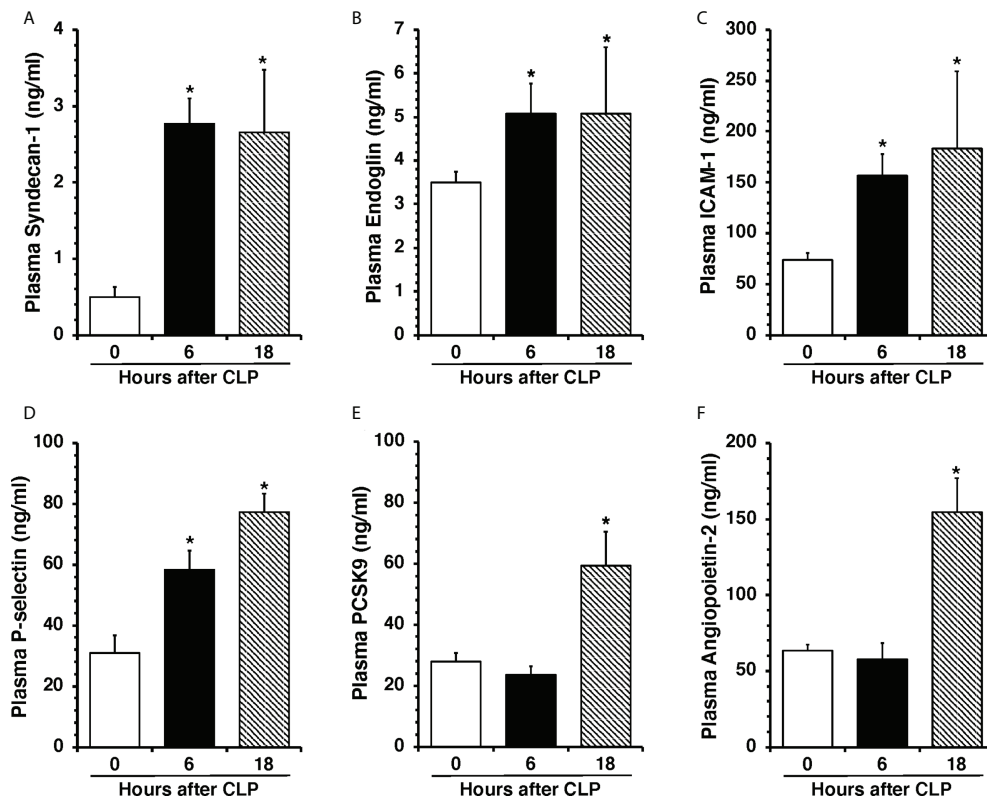 A
Plasma Syndecan-1 (ng/ml)
4
3
2
1
0
*
*
0 6 18
Hours after CLP
B
Plasma Endoglin (ng/ml)
7
6
5
4
3
2
1
0
*
*
0 6 18
Hours after CLP
C
Plasma ICAM-1 (ng/ml)
300
250
200
150
100
50
0
*
*
0 6 18
Hours after CLP
D
Plasma P-selectin (ng/ml)
100
80
60
40
20
0
*
*
0 6 18
Hours after CLP
E
Plasma PCSK9 (ng/ml)
100
80
60
40
20
0
*
0 6 18
Hours after CLP
F
Plasma Angiopoietin-2 (ng/ml)
200
150
100
50
0
*
0 6 18
Hours after CLP